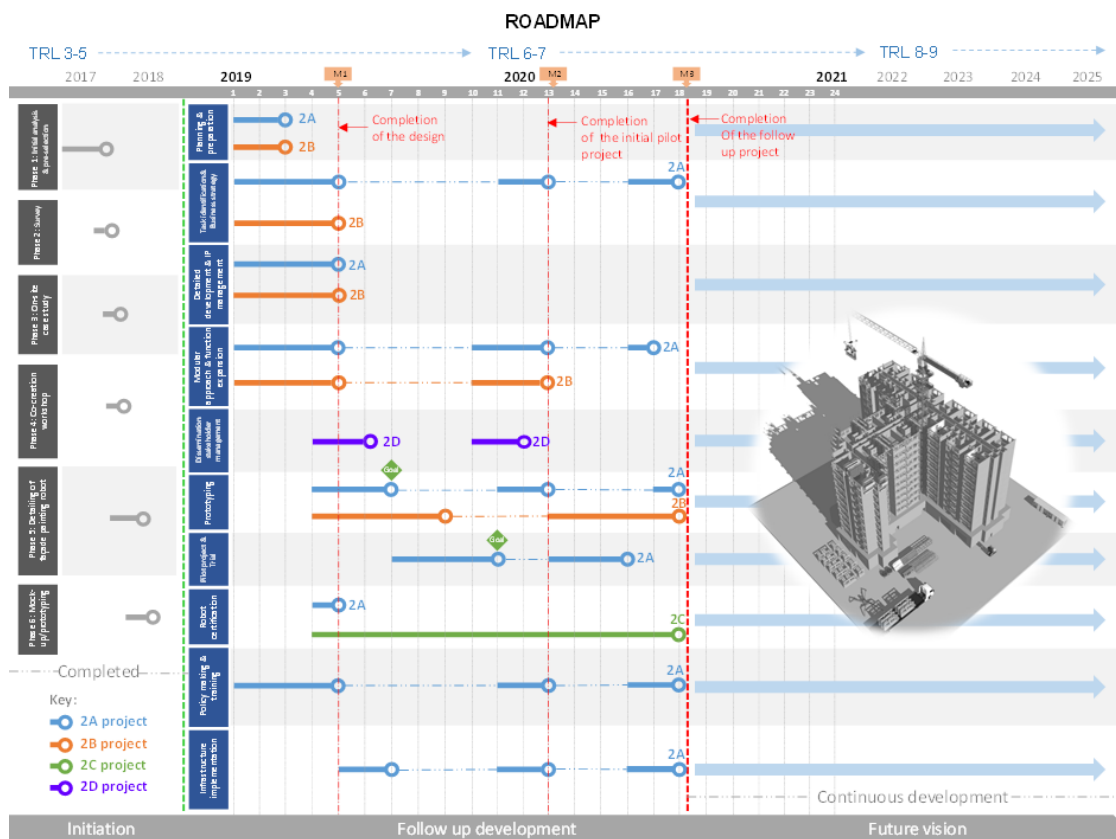 ROADMAP
TRL 3-5
TRL 6-7
TRL 8-9
2017
2018
2019
M1
2020
M2
M3
2021
2022
2023
2024
2025
1
2
3
4
5
6
7
8
9
10
11
12
13
14
15
16
17
18
19
20
21
22
23
24
Phase 1: Initial analysis
& pre-selection
Phase 2: Survey
Phase 3: On-site
case study
Phase 4: Co-creation
workshop
Phase 5: Detailing of
façade painting robot
Phase 6: Mock-
up/prototyping
Completed
Key:
2A project
2B project
2C project
2D project
Planning &
preparation
2A
2B
Completion
of the design
Completion
of the initial pilot
project
Completion
Of the follow
up project
Task identification &
Business strategy
2A
2B
Detailed
development & IP
management
2A
2B
Modular
approach & function
expansion
2A
2B
Dissemination
stakeholder
management
2D
2D
Prototyping
Goal
2A
2B
Pilot project &
Trial
Goal
2A
Robot
certification
2A
2C
Policy making &
training
2A
Infrastructure
implementation
2A
Continuous development
Initiation
Follow up development
Future vision